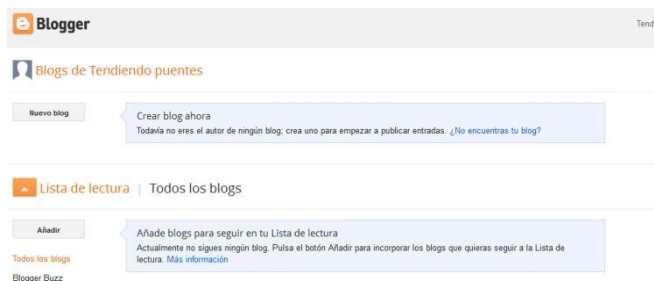 Blogger
Tend
Blogs de Tendiendo puentes
Nuevo blog
Crear blog ahora
Todavía no eres el autor de ningún blog; crea uno para empezar a publicar entradas. ¿No encuentras tu blog?
Lista de lectura | Todos los blogs
Añadir
Añade blogs para seguir en tu Lista de lectura
Actualmente no sigues ningún blog. Pulsa el botón Añadir para incorporar los blogs que quieras seguir a la Lista de
lectura. Más información
Todos los blogs
Blogger Buzz